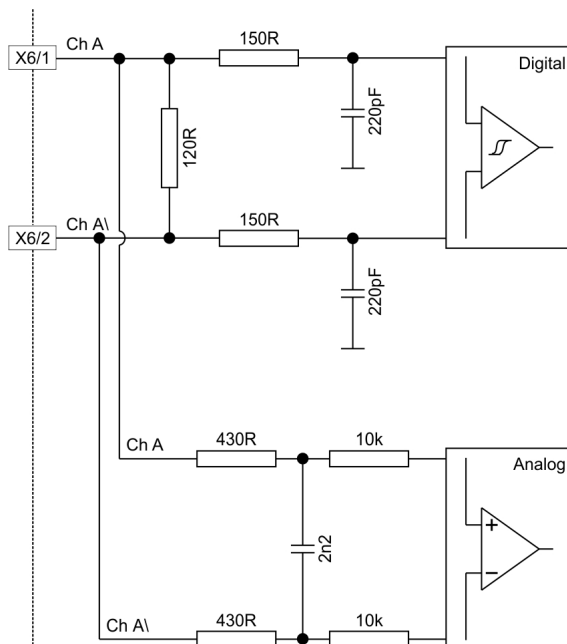 X6/1
Ch A
150R
Digital
220pF
120R
X6/2
Ch A\
150R
220pF
Ch A
430R
10k
Analog
2n2
+
−
Ch A\
430R
10k